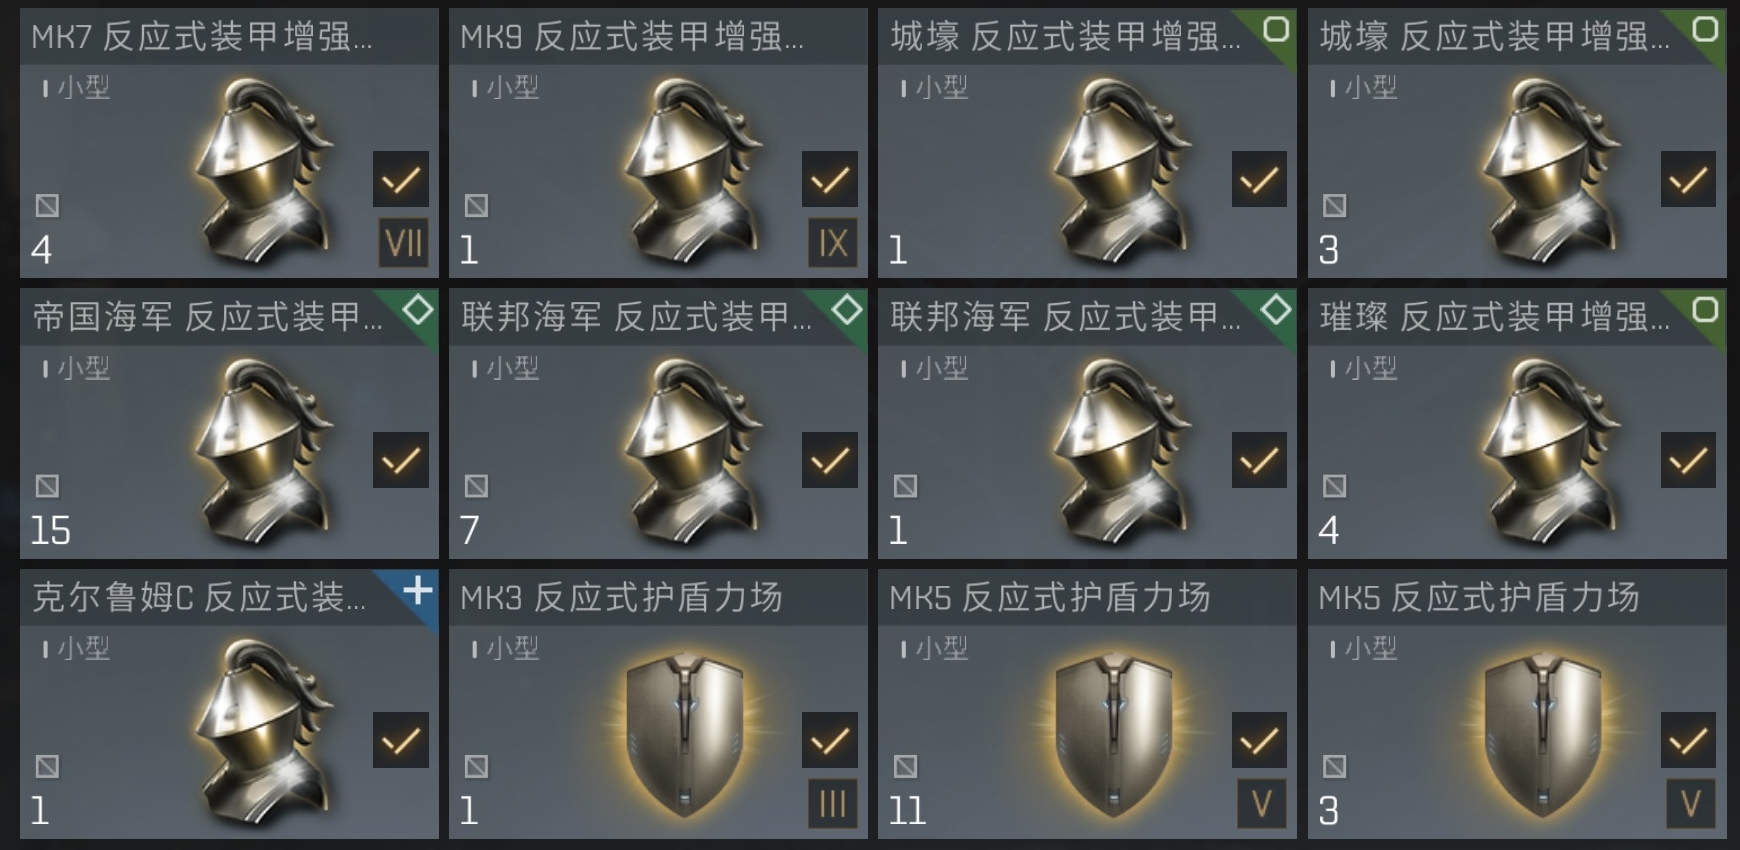 MK7 反应式装甲增强...
小型
4
VII
MK9 反应式装甲增强...
小型
1
IX
城壕 反应式装甲增强...
小型
1
城壕 反应式装甲增强...
小型
3
帝国海军 反应式装甲...
小型
15
联邦海军 反应式装甲...
小型
7
联邦海军 反应式装甲...
小型
1
璀璨 反应式装甲增强...
小型
4
克尔鲁姆C 反应式装...
小型
1
MK3 反应式护盾力场
小型
1
III
MK5 反应式护盾力场
小型
11
V
MK5 反应式护盾力场
小型
3
V